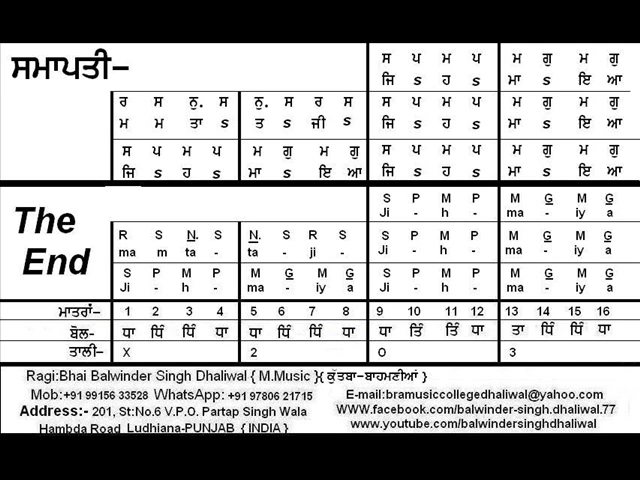 ਸਮਾਪਤੀ–
ਸ ਪ ਮ ਪ ਮ ਗੁ ਮ ਗੁ
ਜਿ s ਹ s ਮਾ s ਇ ਆ
ਰ ਸ ਨੁ. ਸ ਨੁ. ਸ ਰ ਸ ਸ ਪ ਮ ਪ ਮ ਗੁ ਮ ਗੁ
ਮ ਮ ਤਾ s ਤ s ਜੀ s ਜਿ s ਹ s ਮਾ s ਇ ਆ
ਸ ਪ ਮ ਪ ਮ ਗੁ ਮ ਗੁ ਸ ਪ ਮ ਪ ਮ ਗੁ ਮ ਗੁ
ਜਿ s ਹ s ਮਾ s ਇ ਆ ਜਿ s ਹ s ਮਾ s ਇ ਆ
The End
S P M P M G M G
Ji - h - ma - iy a
R S N. S N. S R S S P M P M G M G
ma m ta - ta - ji - Ji - h - ma - iy a
S P M P M G M G S P M P M G M G
Ji - h - ma - iy a Ji - h - ma - iy a
ਮਾਤਰਾਂ- 1 2 3 4 5 6 7 8 9 10 11 12 13 14 15 16
ਬੋਲ- ਧਾ ਧਿੰ ਧਿੰ ਧਾ ਧਾ ਧਿੰ ਧਿੰ ਧਾ ਧਾ ਤਿੰ ਤਿੰ ਧਾ ਤਾ ਧਿੰ ਧਿੰ ਧਾ
ਤਾਲੀ- X 2 O 3
Ragi:Bhai Balwinder Singh Dhaliwal { M.Music }{ ਕੁੱਤਬਾ-ਬਾਹਮਣੀਆਂ }
Mob:+91 99156 33528 WhatsApp: +91 97806 21715 E-mail:bramusiccollegedhaliwal@yahoo.com
Address:- 201, St:No.6 V.P.O. Partap Singh Wala WWW.facebook.com/balwinder-singh.dhaliwal.77
Hambda Road Ludhiana-PUNJAB { INDIA } www.youtube.com/balwindersinghdhaliwal